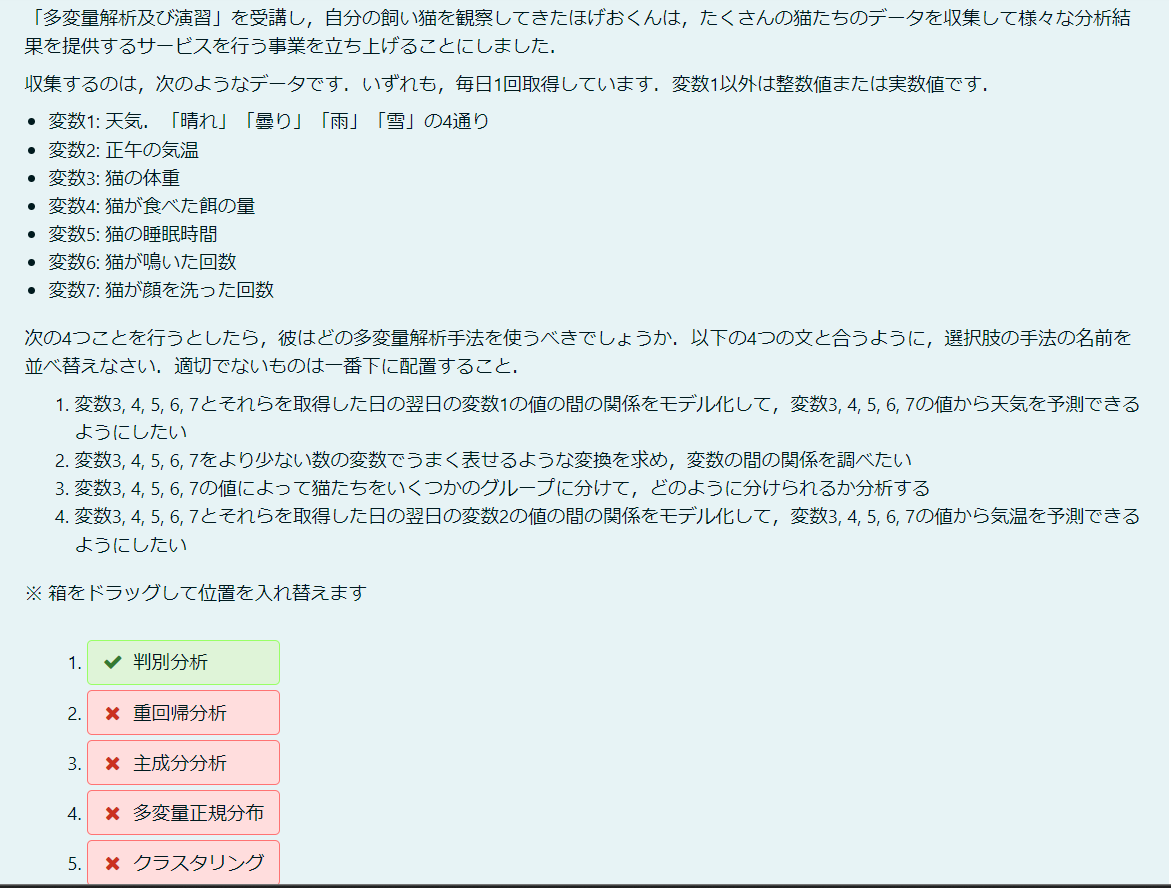 「多変量解析及び演習」を受講し，自分の飼い猫を観察してきたほげおくんは，たくさんの猫たちのデータを収集して様々な分析結
果を提供するサービスを行う事業を立ち上げることにしました．
収集するのは，次のようなデータです．いずれも，毎日1回取得しています．変数1以外は整数値または実数値です．
• 変数1: 天気．「晴れ」「曇り」「雨」「雪」の4通り
• 変数2: 正午の気温
• 変数3: 猫の体重
• 変数4: 猫が食べた餌の量
• 変数5: 猫の睡眠時間
• 変数6: 猫が鳴いた回数
• 変数7: 猫が顔を洗った回数
次の4つことを行うとしたら，彼はどの多変量解析手法を使うべきでしょうか．以下の4つの文と合うように，選択肢の手法の名前を
並べ替えなさい．適切でないものは一番下に配置すること．
1. 変数3, 4, 5, 6, 7とそれらを取得した日の翌日の変数1の値の間の関係をモデル化して，変数3, 4, 5, 6, 7の値から天気を予測できる
ようにしたい
2. 変数3, 4, 5, 6, 7をより少ない数の変数でうまく表せるような変換を求め，変数の間の関係を調べたい
3. 変数3, 4, 5, 6, 7の値によって猫たちをいくつかのグループに分けて，どのように分けられるか分析する
4. 変数3, 4, 5, 6, 7とそれらを取得した日の翌日の変数2の値の間の関係をモデル化して，変数3, 4, 5, 6, 7の値から気温を予測できる
ようにしたい
※ 箱をドラッグして位置を入れ替えます
1. ✔ 判別分析
2. ✖ 重回帰分析
3. ✖ 主成分分析
4. ✖ 多変量正規分布
5. ✖ クラスタリング